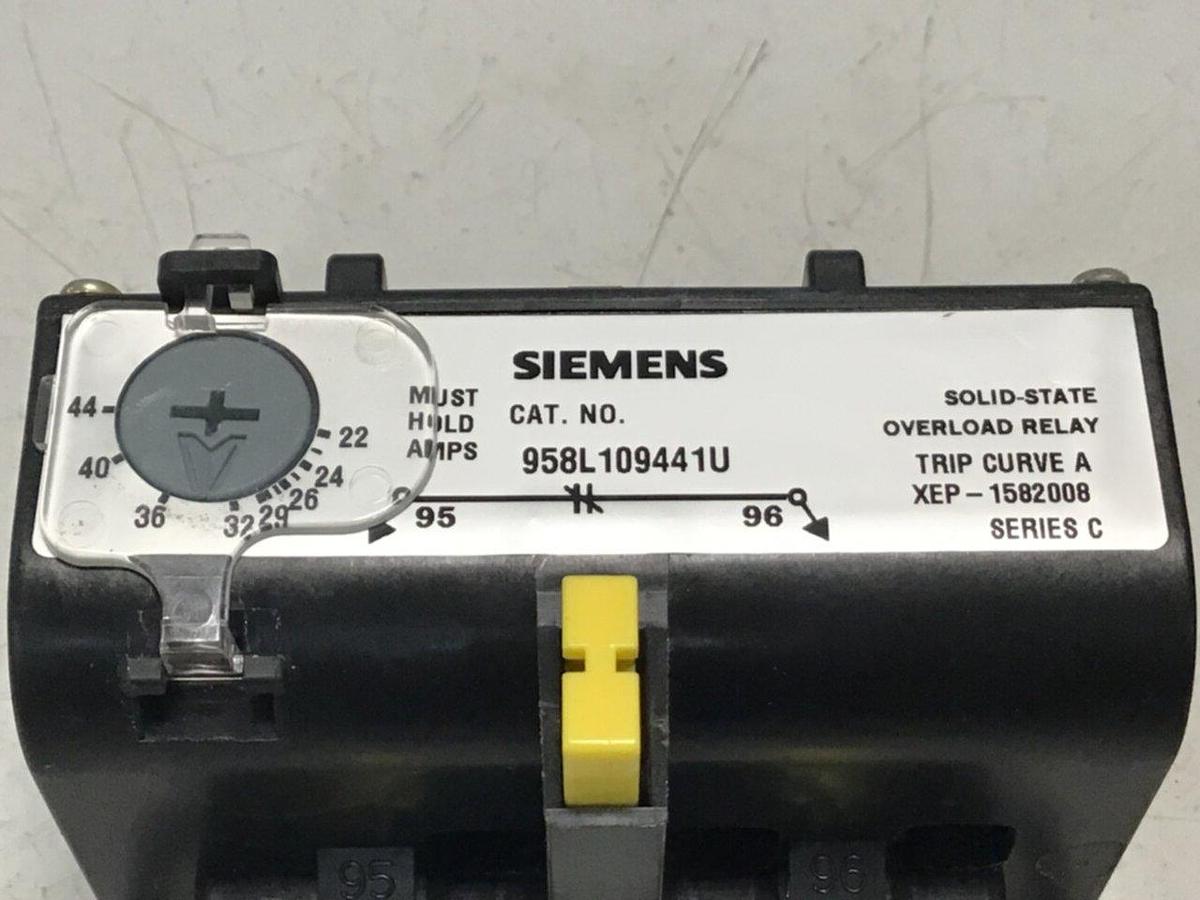 SIEMENS
MUST
HOLD
AMPS
CAT. NO.
958L109441U
SOLID-STATE
OVERLOAD RELAY
TRIP CURVE A
XEP-1582008
SERIES C
44
40
36
32
29
26
24
22
95
96
95
96